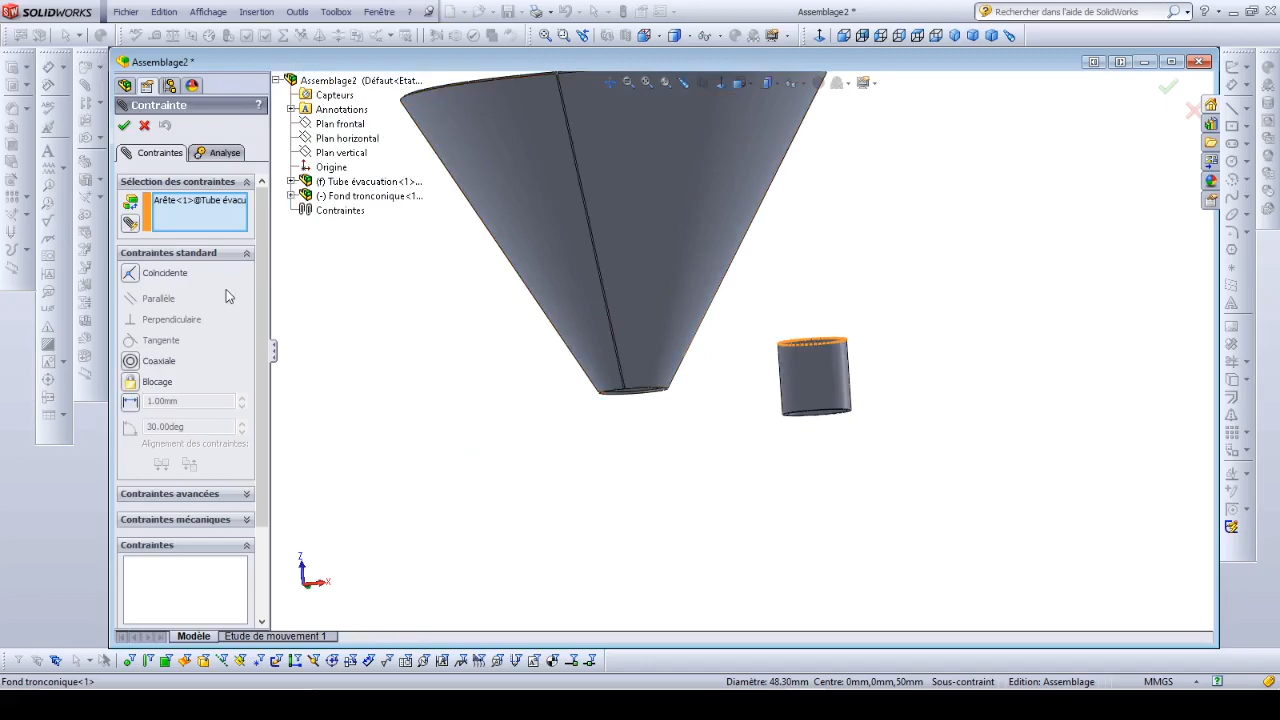 SOLIDWORKS
Fichier Edition Affichage Insertion Outils Toolbox Fenêtre ?
Assemblage2 *
Rechercher dans l'aide de SolidWorks
Assemblage2 *
Contrainte ?
Contraintes Analyse
Sélection des contraintes
Arête<1>@Tube évacu
Contraintes standard
Coïncidente
Parallèle
Perpendiculaire
Tangente
Coaxiale
Blocage
1.00mm
30.00deg
Alignement des contraintes:
Contraintes avancées
Contraintes mécaniques
Contraintes
Assemblage2 (Défaut<Etat...
Capteurs
Annotations
Plan frontal
Plan horizontal
Plan vertical
Origine
(f) Tube évacuation<1>...
(-) Fond tronconique<1...
Contraintes
Z
X
Modèle Etude de mouvement 1
Fond tronconique<1>
Diamètre: 48.30mm Centre: 0mm,0mm,50mm Sous-contraint Edition: Assemblage MMGS